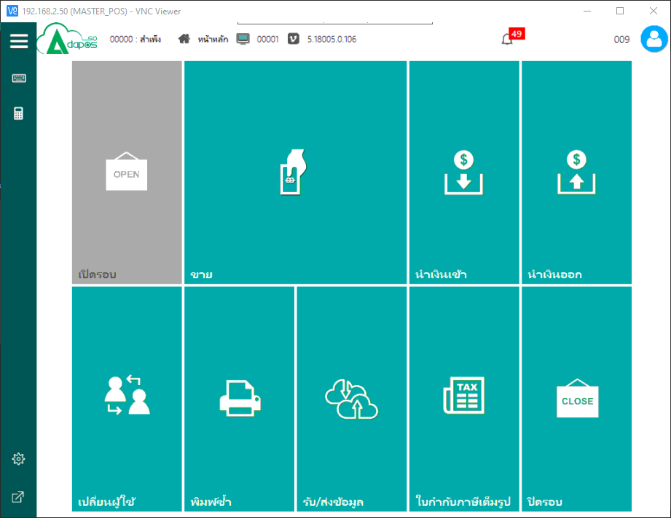 192.168.2.50 (MASTER_POS) - VNC Viewer
Adapos 5.0
00000 : สำเพ็ง
หน้าหลัก
00001
5.18005.0.106
49
009
OPEN
เปิดรอบ
ขาย
$
นำเงินเข้า
$
นำเงินออก
เปลี่ยนผู้ใช้
พิมพ์ซ้ำ
รับ/ส่งข้อมูล
TAX
ใบกำกับภาษีเต็มรูป
CLOSE
ปิดรอบ